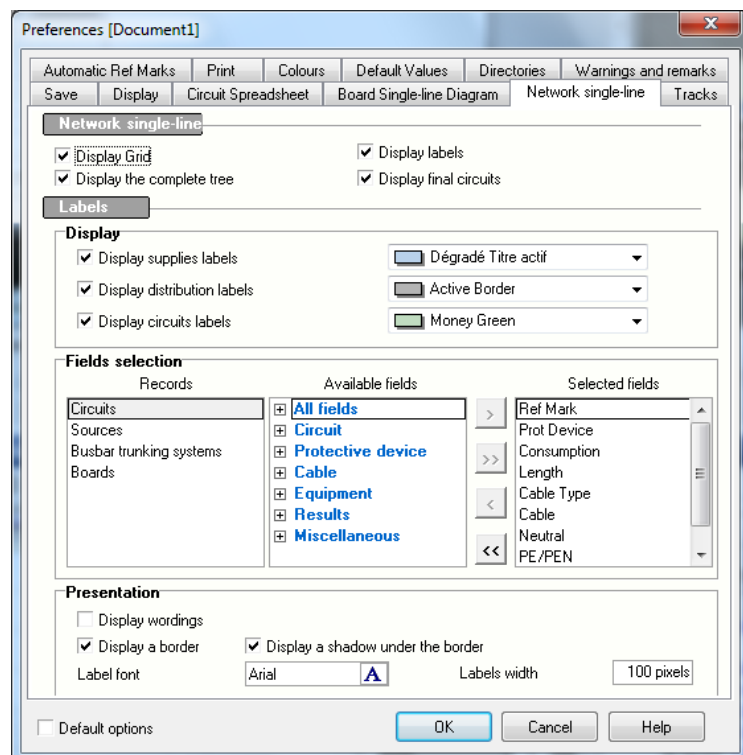 Preferences [Document1]
Automatic Ref Marks Print Colours Default Values Directories Warnings and remarks
Save Display Circuit Spreadsheet Board Single-line Diagram Network single-line Tracks
Network single-line
Display Grid Display labels
Display the complete tree Display final circuits
Labels
Display
Display supplies labels Dégradé Titre actif
Display distribution labels Active Border
Display circuits labels Money Green
Fields selection
Records Available fields Selected fields
Circuits All fields > Ref Mark
Sources Circuit Prot Device
Busbar trunking systems Protective device >> Consumption
Boards Cable Length
Equipment < Cable Type
Results Cable
Miscellaneous << Neutral
PE/PEN
Presentation
Display wordings
Display a border Display a shadow under the border
Label font Arial A Labels width 100 pixels
Default options OK Cancel Help